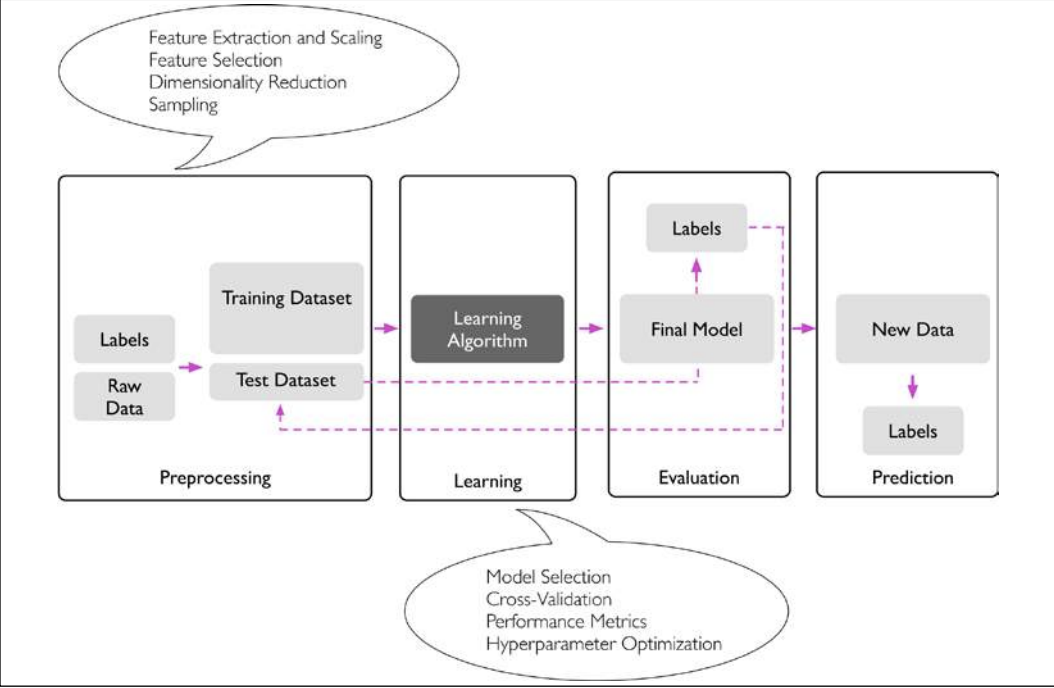 Feature Extraction and Scaling
Feature Selection
Dimensionality Reduction
Sampling
Labels
Raw
Data
Training Dataset
Test Dataset
Preprocessing
Learning
Algorithm
Learning
Labels
Final Model
Evaluation
New Data
Labels
Prediction
Model Selection
Cross-Validation
Performance Metrics
Hyperparameter Optimization